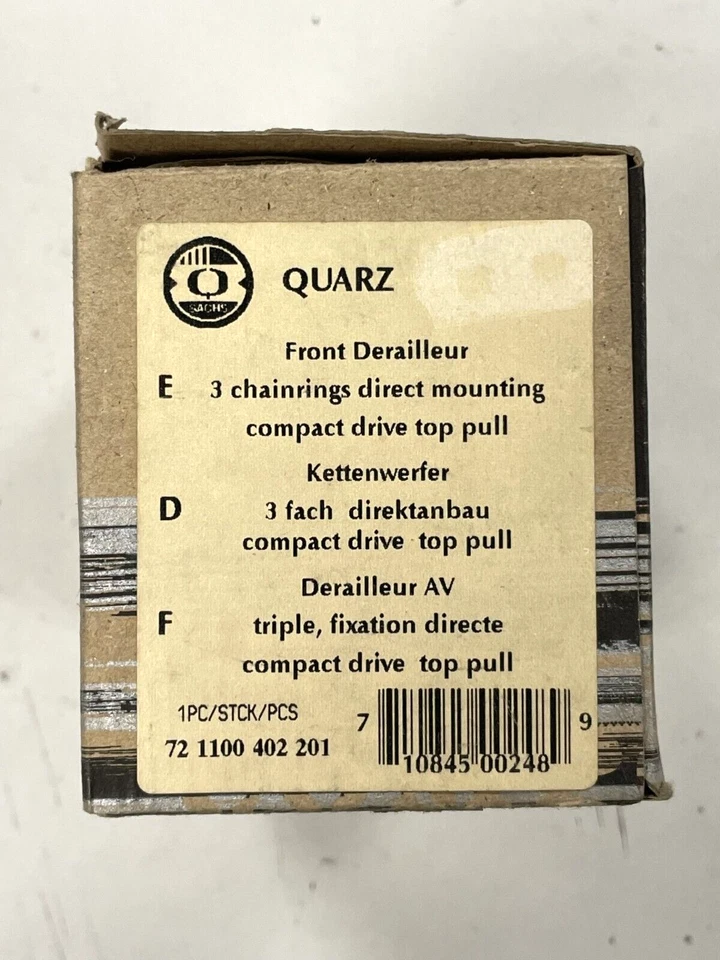 Q
SACHS
QUARZ
Front Derailleur
E 3 chainrings direct mounting
compact drive top pull
Kettenwerfer
D 3 fach direktanbau
compact drive top pull
Derailleur AV
F triple, fixation directe
compact drive top pull
1PC/STCK/PCS
72 1100 402 201
7 10845 00248 9